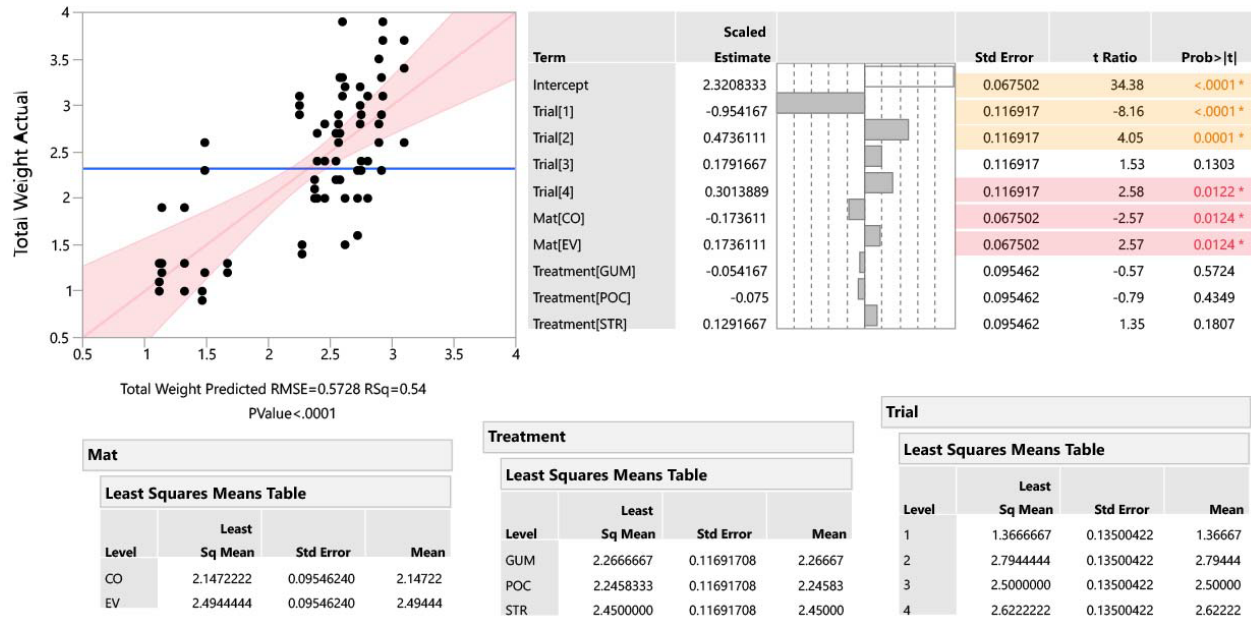 4
3.5
3
2.5
2
1.5
1
0.5
Total Weight Actual
0.5 1 1.5 2 2.5 3 3.5 4
Total Weight Predicted RMSE=0.5728 RSq=0.54
PValue<.0001
Scaled
Term Estimate Std Error t Ratio Prob>|t|
Intercept 2.3208333 0.067502 34.38 <.0001 *
Trial[1] -0.954167 0.116917 -8.16 <.0001 *
Trial[2] 0.4736111 0.116917 4.05 0.0001 *
Trial[3] 0.1791667 0.116917 1.53 0.1303
Trial[4] 0.3013889 0.116917 2.58 0.0122 *
Mat[CO] -0.173611 0.067502 -2.57 0.0124 *
Mat[EV] 0.1736111 0.067502 2.57 0.0124 *
Treatment[GUM] -0.054167 0.095462 -0.57 0.5724
Treatment[POC] -0.075 0.095462 -0.79 0.4349
Treatment[STR] 0.1291667 0.095462 1.35 0.1807
Mat
Least Squares Means Table
Least
Level Sq Mean Std Error Mean
CO 2.1472222 0.09546240 2.14722
EV 2.4944444 0.09546240 2.49444
Treatment
Least Squares Means Table
Least
Level Sq Mean Std Error Mean
GUM 2.2666667 0.11691708 2.26667
POC 2.2458333 0.11691708 2.24583
STR 2.4500000 0.11691708 2.45000
Trial
Least Squares Means Table
Least
Level Sq Mean Std Error Mean
1 1.3666667 0.13500422 1.36667
2 2.7944444 0.13500422 2.79444
3 2.5000000 0.13500422 2.50000
4 2.6222222 0.13500422 2.62222